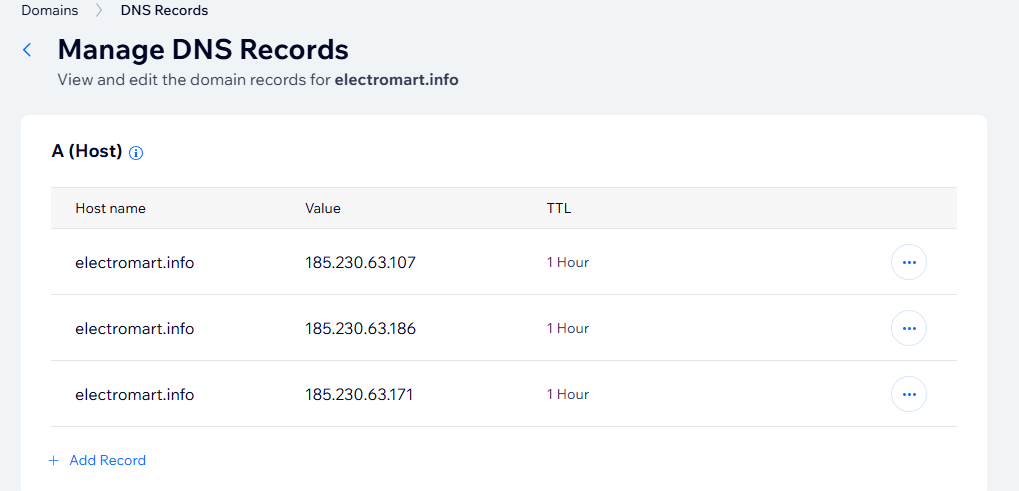 Domains > DNS Records
Manage DNS Records
View and edit the domain records for electromart.info
A (Host)
Host name Value TTL
electromart.info 185.230.63.107 1 Hour
electromart.info 185.230.63.186 1 Hour
electromart.info 185.230.63.171 1 Hour
+ Add Record